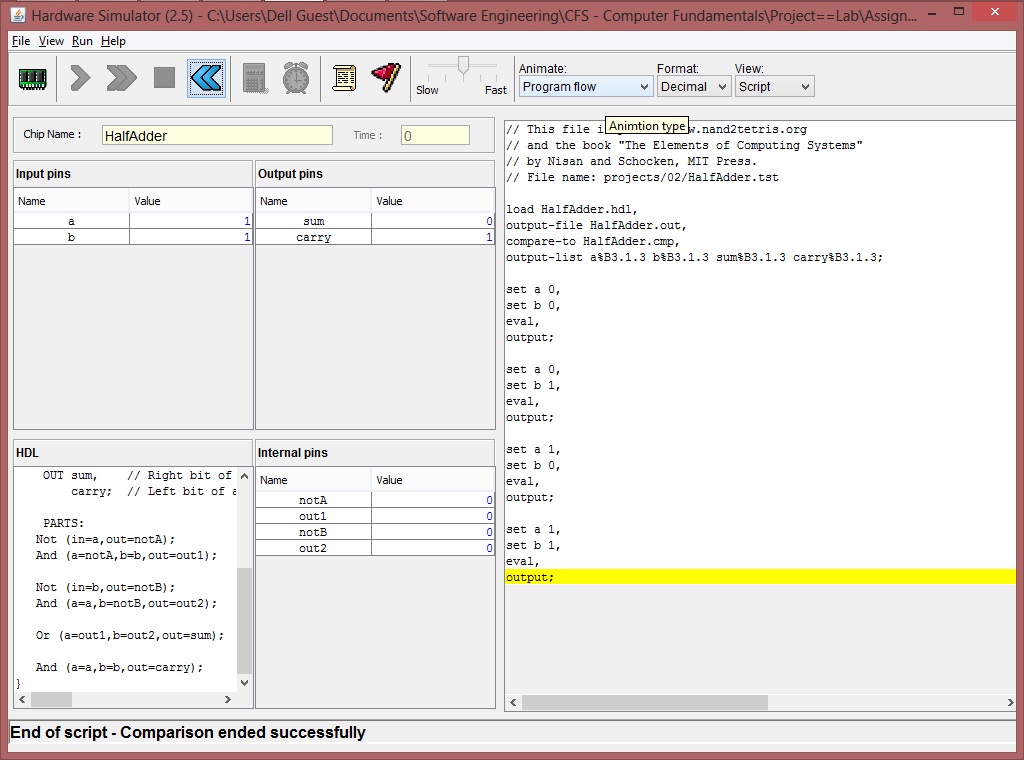 Hardware Simulator (2.5) - C:\Users\Dell Guest\Documents\Software Engineering\CFS - Computer Fundamentals\Project==Lab\Assign...
File View Run Help
Slow Fast
Animate: Format: View:
Program flow Decimal Script
Animtion type
Chip Name : HalfAdder Time : 0
Input pins
Name Value
a 1
b 1
Output pins
Name Value
sum 0
carry 1
HDL
OUT sum, // Right bit of
carry; // Left bit of a
PARTS:
Not (in=a,out=notA);
And (a=notA,b=b,out=out1);
Not (in=b,out=notB);
And (a=a,b=notB,out=out2);
Or (a=out1,b=out2,out=sum);
And (a=a,b=b,out=carry);
}
Internal pins
Name Value
notA 0
out1 0
notB 0
out2 0
// This file i w.nand2tetris.org
// and the book "The Elements of Computing Systems"
// by Nisan and Schocken, MIT Press.
// File name: projects/02/HalfAdder.tst
load HalfAdder.hdl,
output-file HalfAdder.out,
compare-to HalfAdder.cmp,
output-list a%B3.1.3 b%B3.1.3 sum%B3.1.3 carry%B3.1.3;
set a 0,
set b 0,
eval,
output;
set a 0,
set b 1,
eval,
output;
set a 1,
set b 0,
eval,
output;
set a 1,
set b 1,
eval,
output;
End of script - Comparison ended successfully